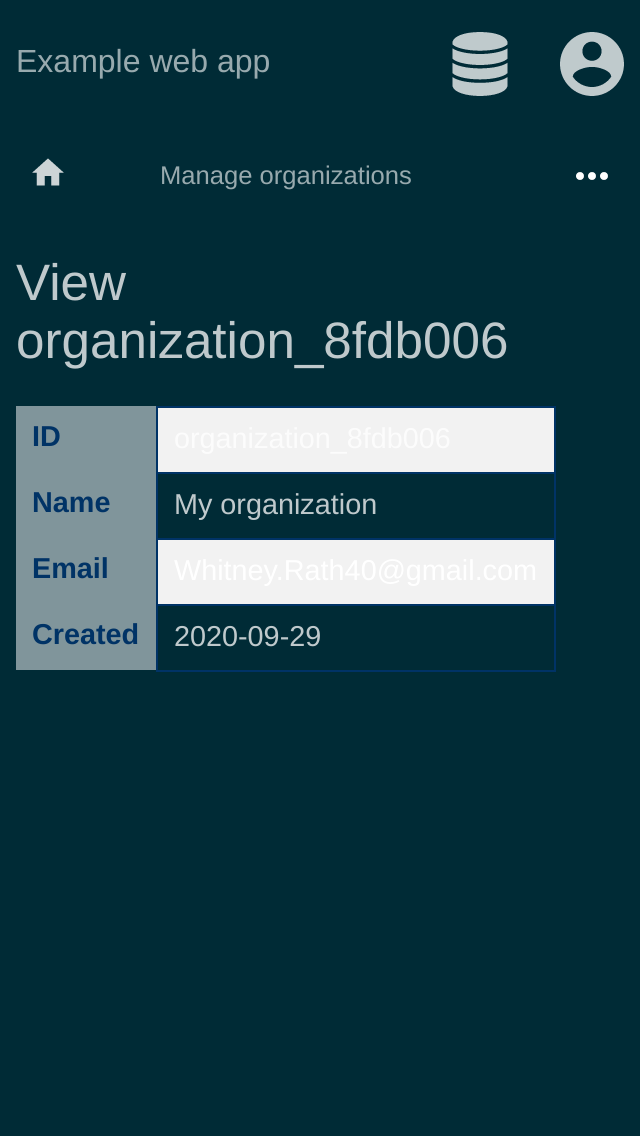 Example web app
Manage organizations
View
organization_8fdb006
ID organization_8fdb006
Name My organization
Email Whitney.Rath40@gmail.com
Created 2020-09-29